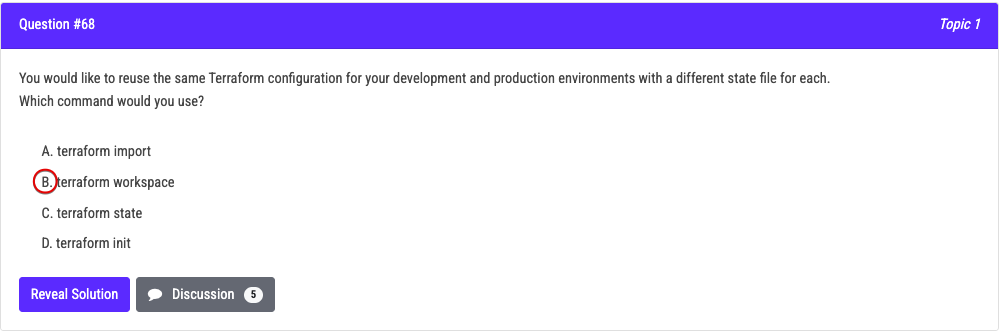 Question #68
Topic 1
You would like to reuse the same Terraform configuration for your development and production environments with a different state file for each.
Which command would you use?
A. terraform import
B. terraform workspace
C. terraform state
D. terraform init
Reveal Solution
Discussion 5